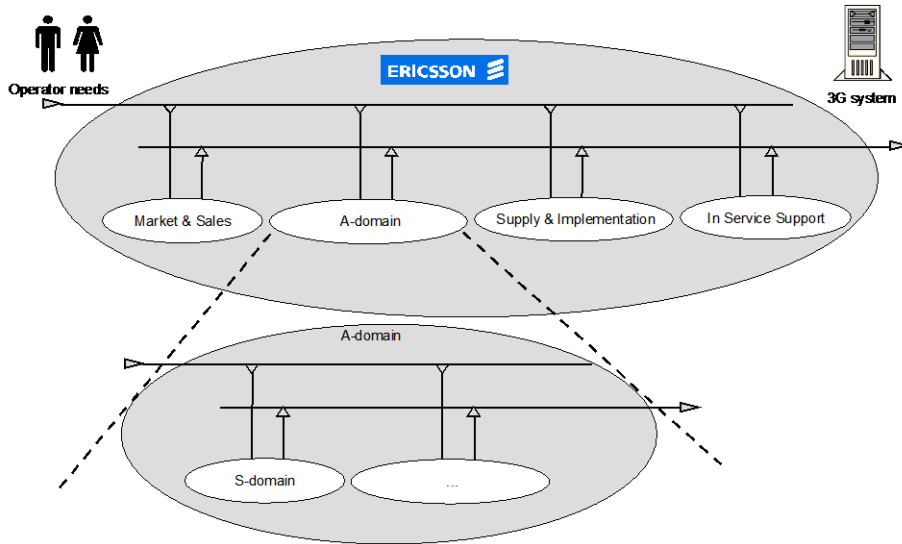 ERICSSON
Operator needs
3G system
Market & Sales
A-domain
Supply & Implementation
In Service Support
A-domain
S-domain
...